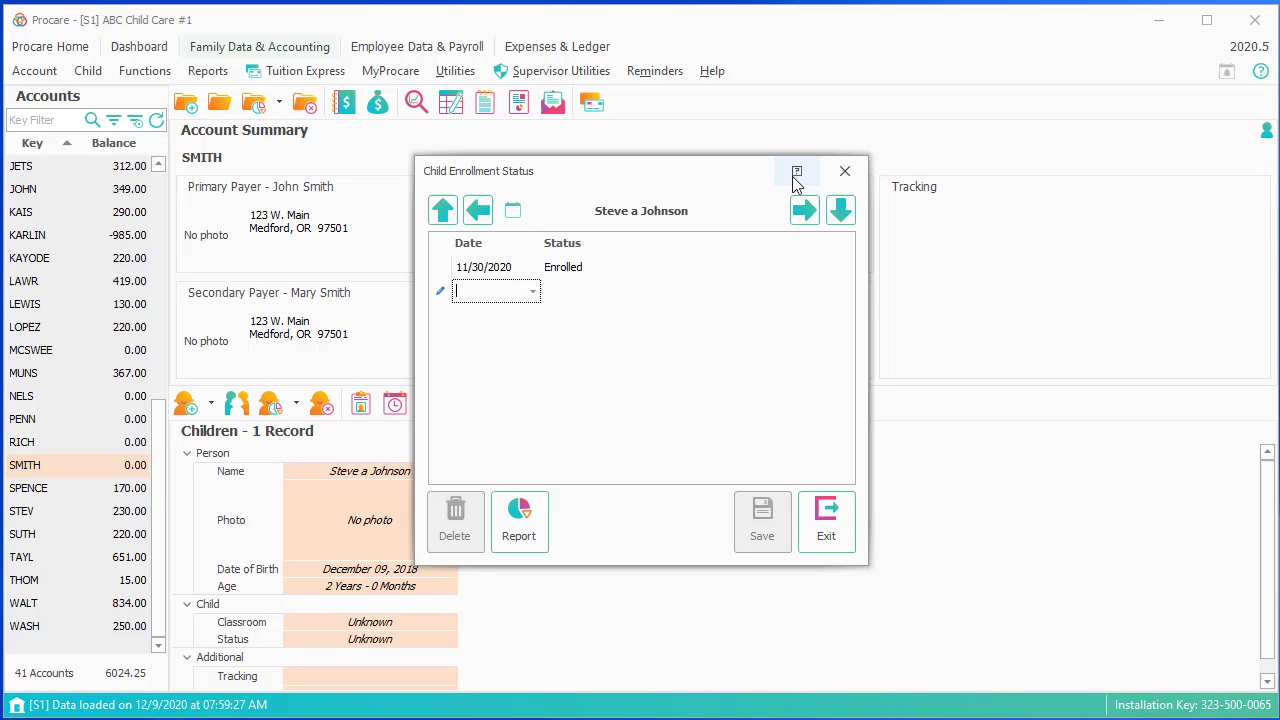 Procare - [S1] ABC Child Care #1
Procare Home Dashboard Family Data & Accounting Employee Data & Payroll Expenses & Ledger 2020.5
Account Child Functions Reports Tuition Express MyProcare Utilities Supervisor Utilities Reminders Help
Accounts
Key Filter
Key Balance
JETS 312.00
JOHN 349.00
KAIS 290.00
KARLIN -985.00
KAYODE 220.00
LAWR 419.00
LEWIS 130.00
LOPEZ 220.00
MCSWEE 0.00
MUNS 367.00
NELS 0.00
PENN 0.00
RICH 0.00
SMITH 0.00
SPENCE 170.00
STEV 230.00
SUTH 220.00
TAYL 651.00
THOM 15.00
WALT 834.00
WASH 250.00
41 Accounts 6024.25
Account Summary
SMITH
Primary Payer - John Smith
No photo
123 W. Main
Medford, OR 97501
Secondary Payer - Mary Smith
No photo
123 W. Main
Medford, OR 97501
Tracking
Child Enrollment Status
Steve a Johnson
Date Status
11/30/2020 Enrolled
Delete Report Save Exit
Children - 1 Record
Person
Name Steve a Johnson
Photo No photo
Date of Birth December 09, 2018
Age 2 Years - 0 Months
Child
Classroom Unknown
Status Unknown
Additional
Tracking
[S1] Data loaded on 12/9/2020 at 07:59:27 AM Installation Key: 323-500-0065